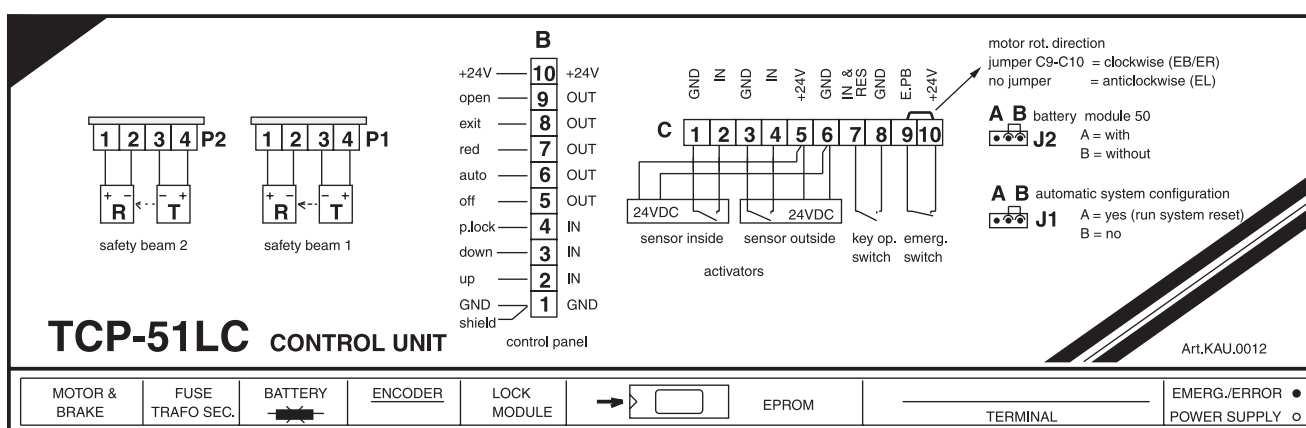 B
+24V 10 +24V
open 9 OUT
exit 8 OUT
red 7 OUT
auto 6 OUT
off 5 OUT
p.lock 4 IN
down 3 IN
up 2 IN
GND 1 GND
shield
control panel
1 2 3 4 P2
+ - - +
R T
safety beam 2
1 2 3 4 P1
+ - - +
R T
safety beam 1
GND IN GND IN +24V GND IN & RES GND E.PB +24V
C 1 2 3 4 5 6 7 8 9 10
24VDC 24VDC
sensor inside sensor outside key op. emerg.
switch switch
activators
motor rot. direction
jumper C9-C10 = clockwise (EB/ER)
no jumper = anticlockwise (EL)
A B battery module 50
J2 A = with
B = without
A B automatic system configuration
J1 A = yes (run system reset)
B = no
TCP-51LC CONTROL UNIT
Art.KAU.0012
MOTOR &
BRAKE
FUSE
TRAFO SEC.
BATTERY
ENCODER
LOCK
MODULE
EPROM
TERMINAL
EMERG./ERROR
POWER SUPPLY